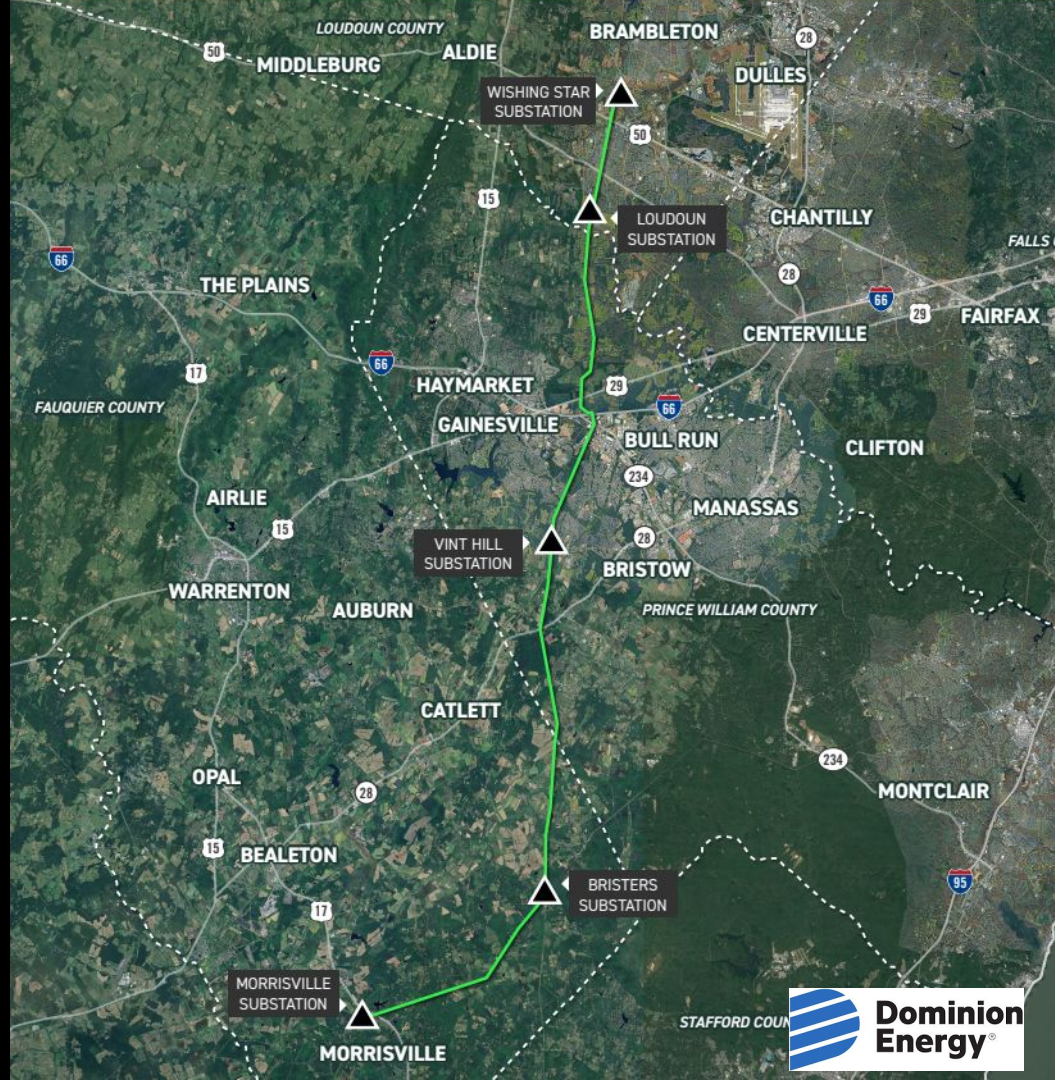 LOUDOUN COUNTY
BRAMBLETON
28
50
ALDIE
MIDDLEBURG
DULLES
WISHING STAR
SUBSTATION
50
15
LOUDOUN
SUBSTATION
CHANTILLY
FALLS
66
28
THE PLAINS
66
29
FAIRFAX
CENTERVILLE
66
17
HAYMARKET
29
66
FAUQUIER COUNTY
GAINESVILLE
BULL RUN
CLIFTON
234
AIRLIE
MANASSAS
15
VINT HILL
SUBSTATION
28
BRISTOW
WARRENTON
AUBURN
PRINCE WILLIAM COUNTY
CATLETT
234
OPAL
28
MONTCLAIR
15
BEALETON
95
BRISTERS
SUBSTATION
17
MORRISVILLE
SUBSTATION
STAFFORD COUN
MORRISVILLE
Dominion
Energy®